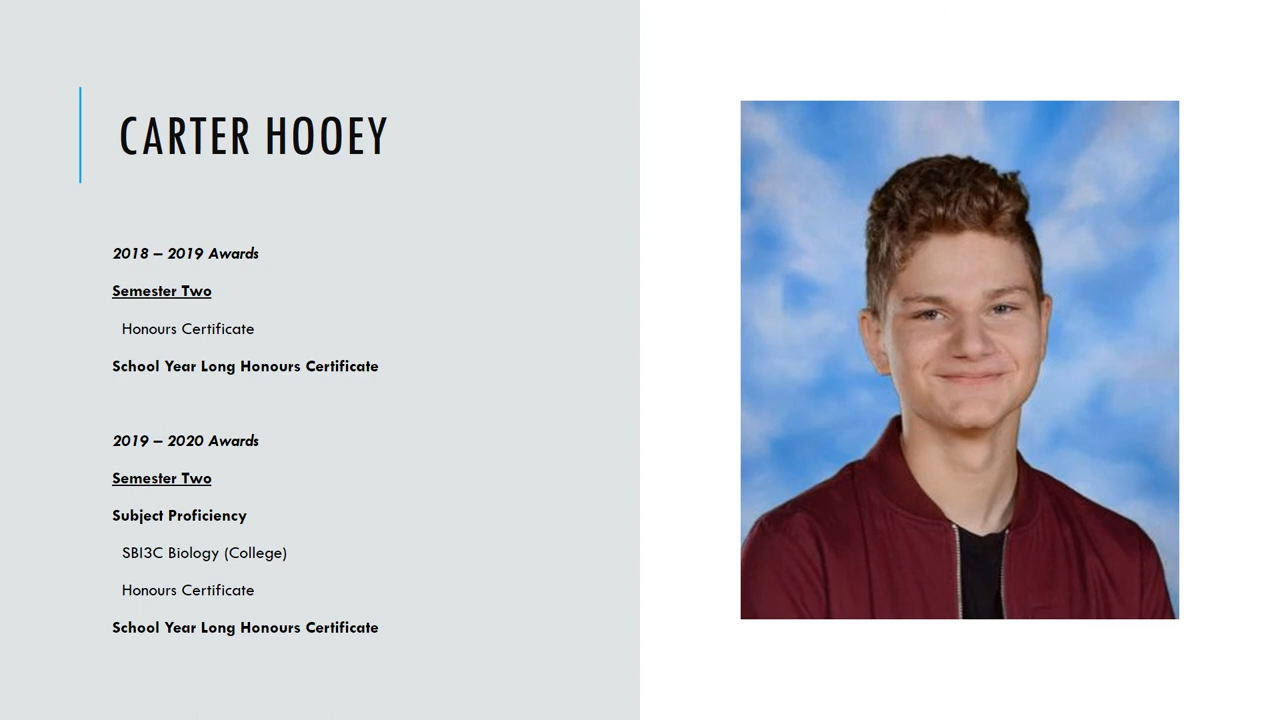 CARTER HOOEY
2018 – 2019 Awards
Semester Two
Honours Certificate
School Year Long Honours Certificate
2019 – 2020 Awards
Semester Two
Subject Proficiency
SBI3C Biology (College)
Honours Certificate
School Year Long Honours Certificate